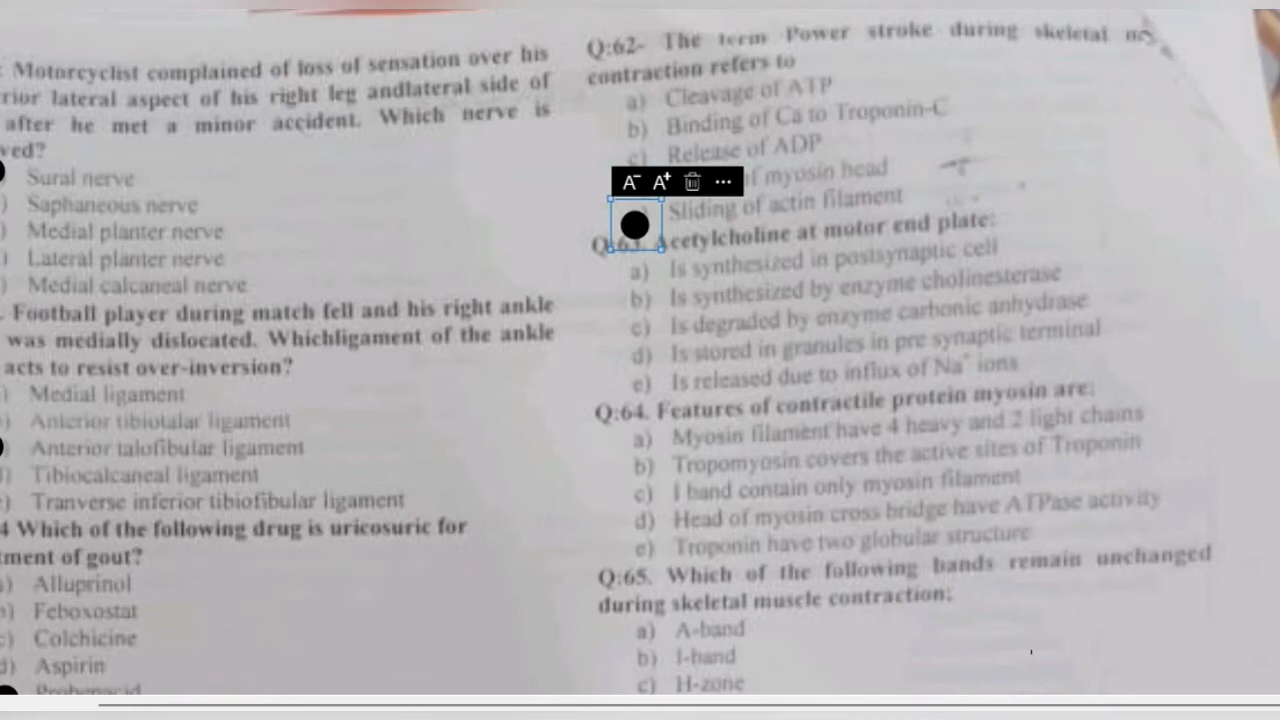 Motorcyclist complained of loss of sensation over his
rior lateral aspect of his right leg andlateral side of
after he met a minor accident. Which nerve is
ved?
Sural nerve
) Saphaneous nerve
) Medial planter nerve
) Lateral planter nerve
) Medial calcaneal nerve
. Football player during match fell and his right ankle
was medially dislocated. Whichligament of the ankle
acts to resist over-inversion?
) Medial ligament
) Anterior tibiotalar ligament
Anterior talofibular ligament
) Tibiocalcaneal ligament
) Tranverse inferior tibiofibular ligament
4 Which of the following drug is uricosuric for
tment of gout?
) Alluprinol
) Feboxostat
c) Colchicine
d) Aspirin
Probenacid
Q:62- The term Power stroke during skeletal
contraction refers to
a) Cleavage of ATP
b) Binding of Ca to Troponin-C
c) Release of ADP
A- A+ ...
of myosin head
Sliding of actin filament
Q:63. Acetylcholine at motor end plate:
a) Is synthesized in postsynaptic cell
b) Is synthesized by enzyme cholinesterase
c) Is degraded by enzyme carbonic anhydrase
d) Is stored in granules in pre synaptic terminal
e) Is released due to influx of Na+ ions
Q:64. Features of contractile protein myosin are:
a) Myosin filament have 4 heavy and 2 light chains
b) Tropomyosin covers the active sites of Troponin
c) I band contain only myosin filament
d) Head of myosin cross bridge have ATPase activity
e) Troponin have two globular structure
Q:65. Which of the following bands remain unchanged
during skeletal muscle contraction:
a) A-band
b) I-band
c) H-zone